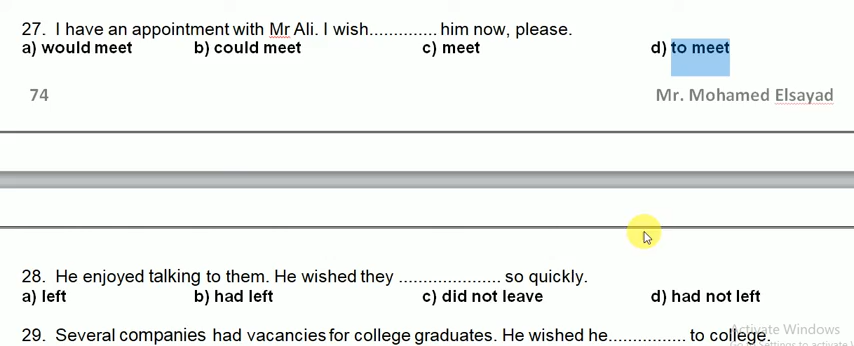 27. I have an appointment with Mr Ali. I wish.............. him now, please.
a) would meet b) could meet c) meet d) to meet
74 Mr. Mohamed Elsayad
28. He enjoyed talking to them. He wished they ..................... so quickly.
a) left b) had left c) did not leave d) had not left
Activate Windows
29. Several companies had vacancies for college graduates. He wished he................ to college.